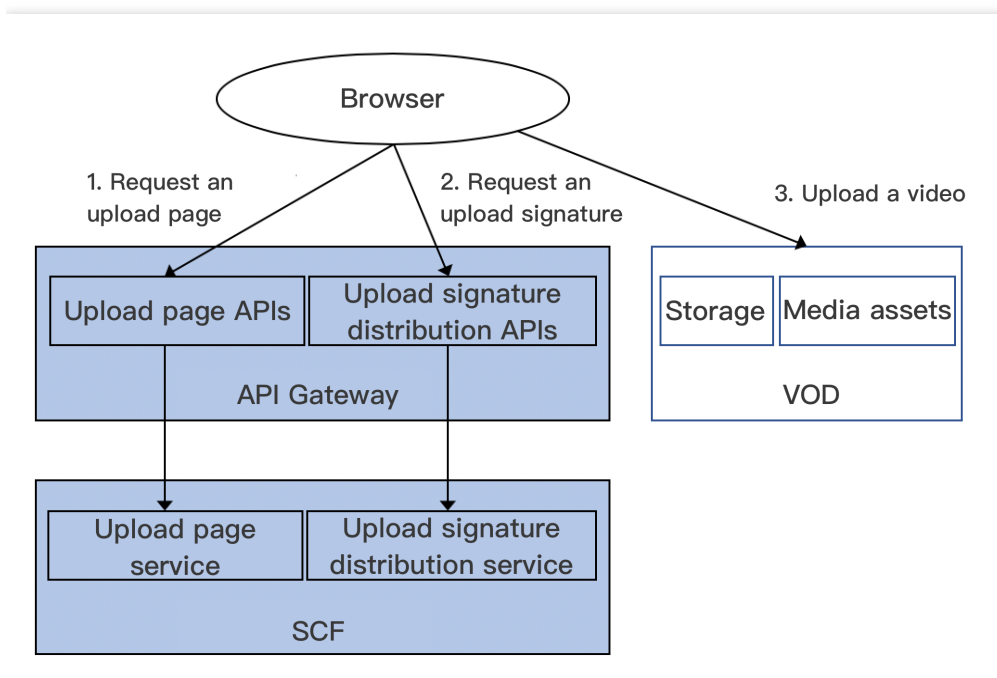 Browser
1. Request an
upload page
2. Request an
upload signature
3. Upload a video
Upload page APIs
Upload signature
distribution APIs
API Gateway
Storage
Media assets
VOD
Upload page
service
Upload signature
distribution service
SCF